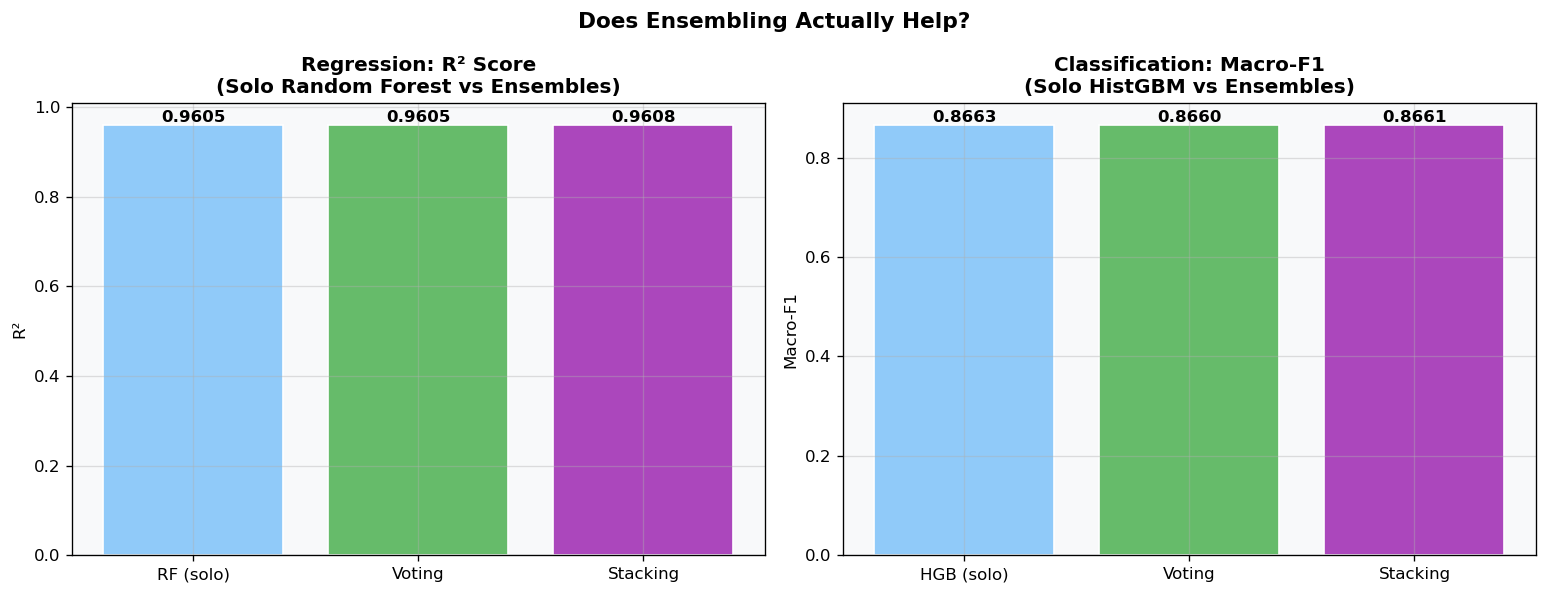 Does Ensembling Actually Help?
Regression: R² Score
(Solo Random Forest vs Ensembles)
R²
1.0
0.8
0.6
0.4
0.2
0.0
0.9605
0.9605
0.9608
RF (solo)
Voting
Stacking
Classification: Macro-F1
(Solo HistGBM vs Ensembles)
Macro-F1
0.8
0.6
0.4
0.2
0.0
0.8663
0.8660
0.8661
HGB (solo)
Voting
Stacking